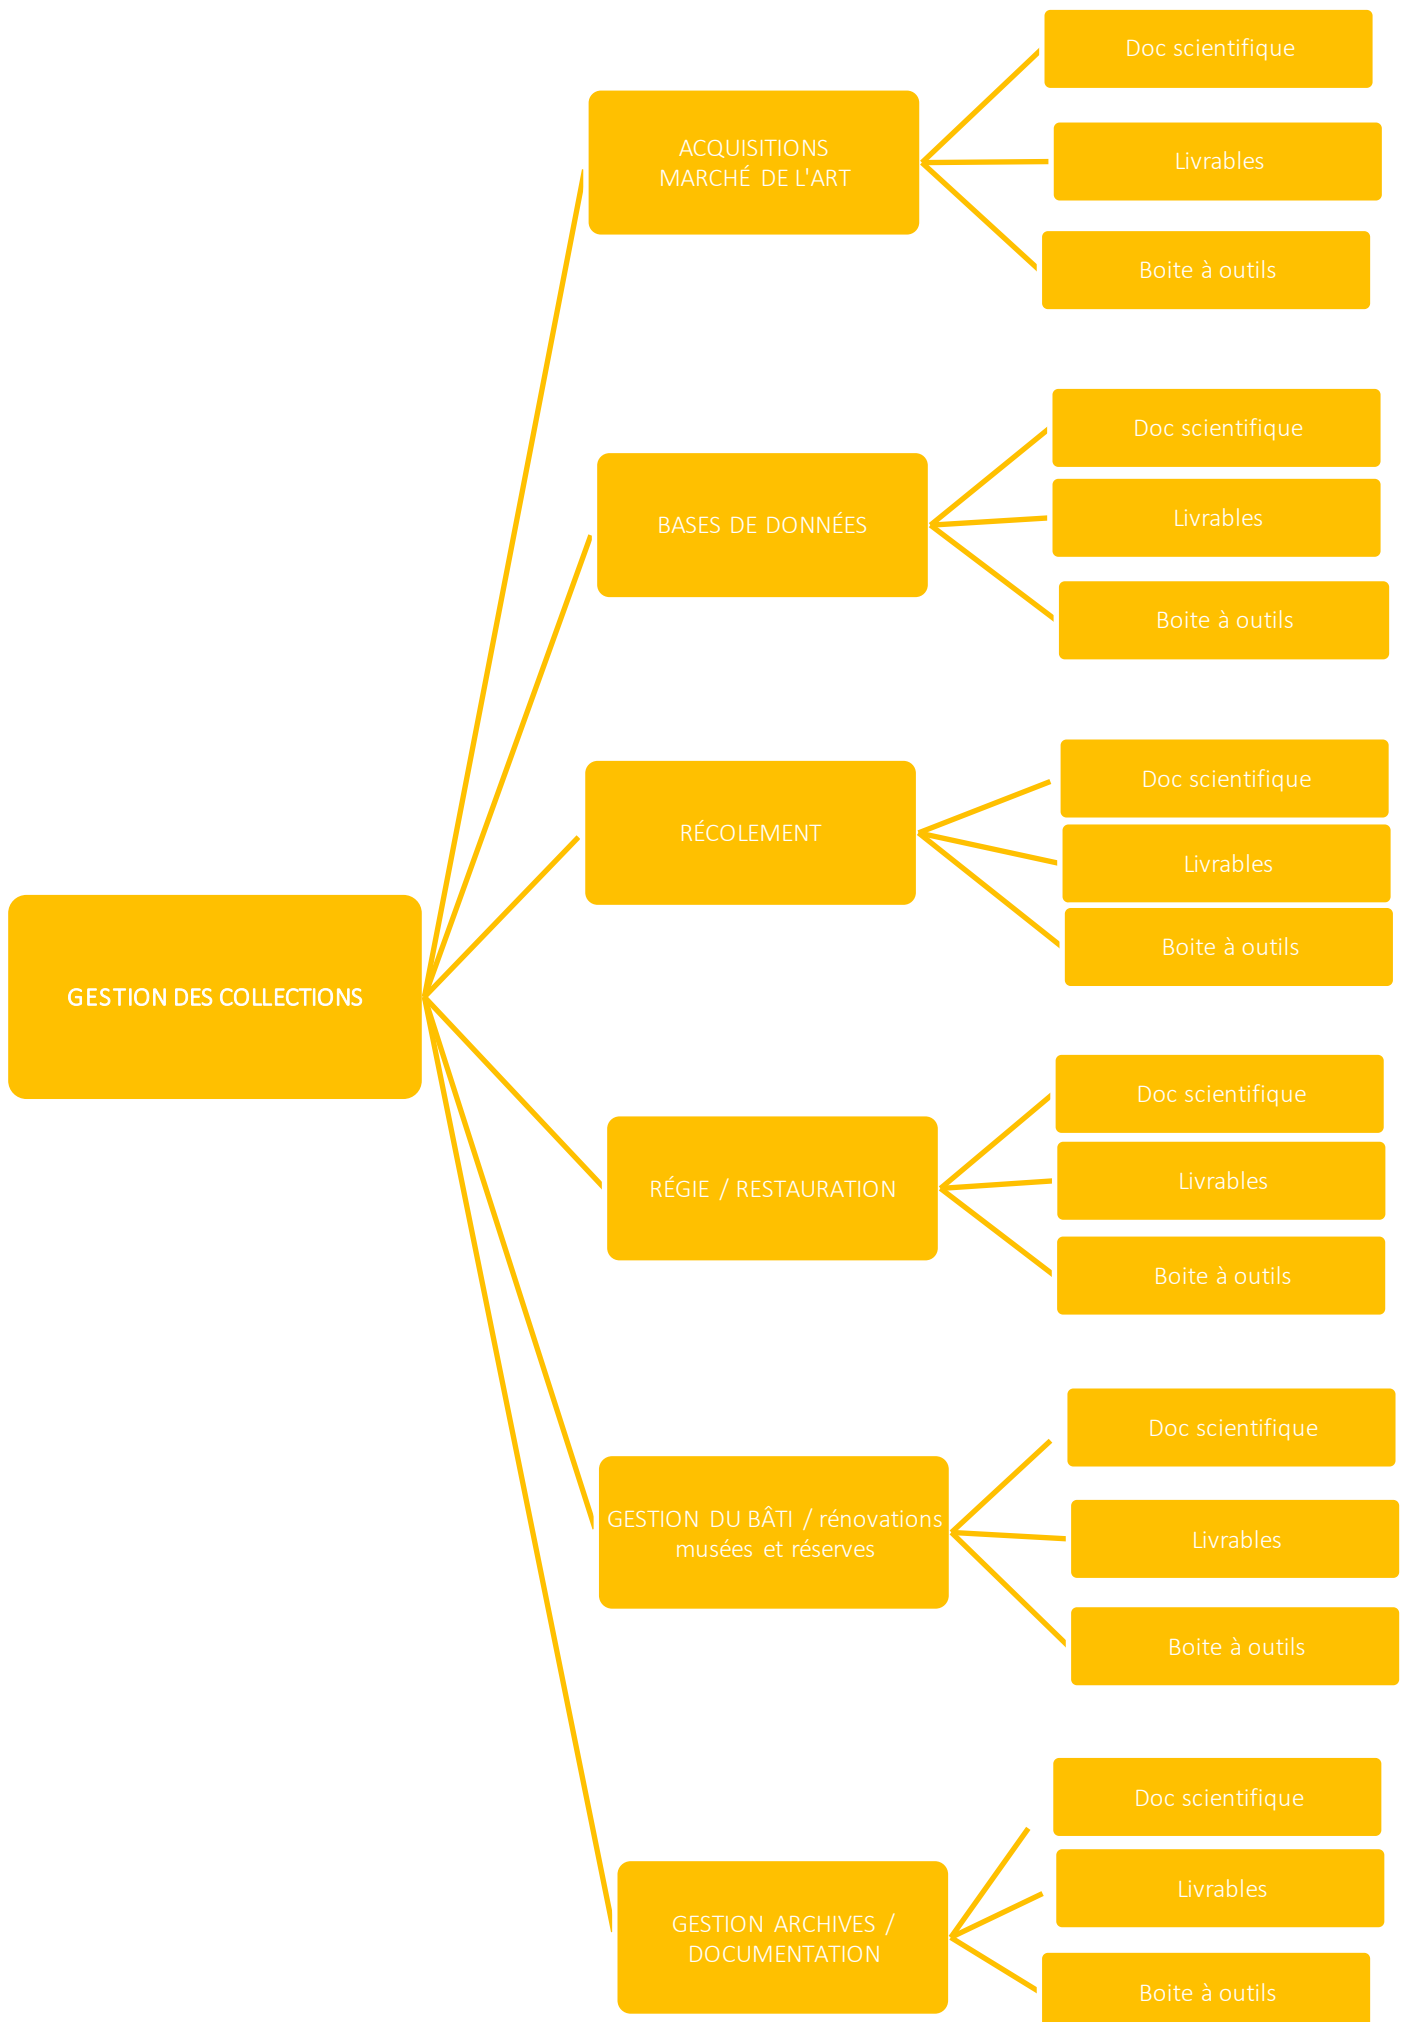 GESTION DES COLLECTIONS
ACQUISITIONS
MARCHÉ DE L'ART
Doc scientifique
Livrables
Boite à outils
BASES DE DONNÉES
Doc scientifique
Livrables
Boite à outils
RÉCOLEMENT
Doc scientifique
Livrables
Boite à outils
RÉGIE / RESTAURATION
Doc scientifique
Livrables
Boite à outils
GESTION DU BÂTI / rénovations
musées et réserves
Doc scientifique
Livrables
Boite à outils
GESTION ARCHIVES /
DOCUMENTATION
Doc scientifique
Livrables
Boite à outils